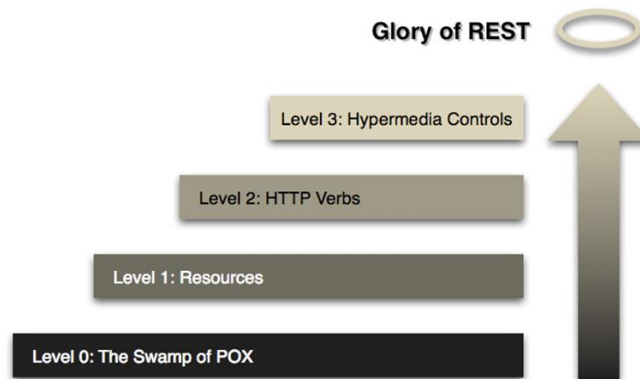 Glory of REST
Level 3: Hypermedia Controls
Level 2: HTTP Verbs
Level 1: Resources
Level 0: The Swamp of POX